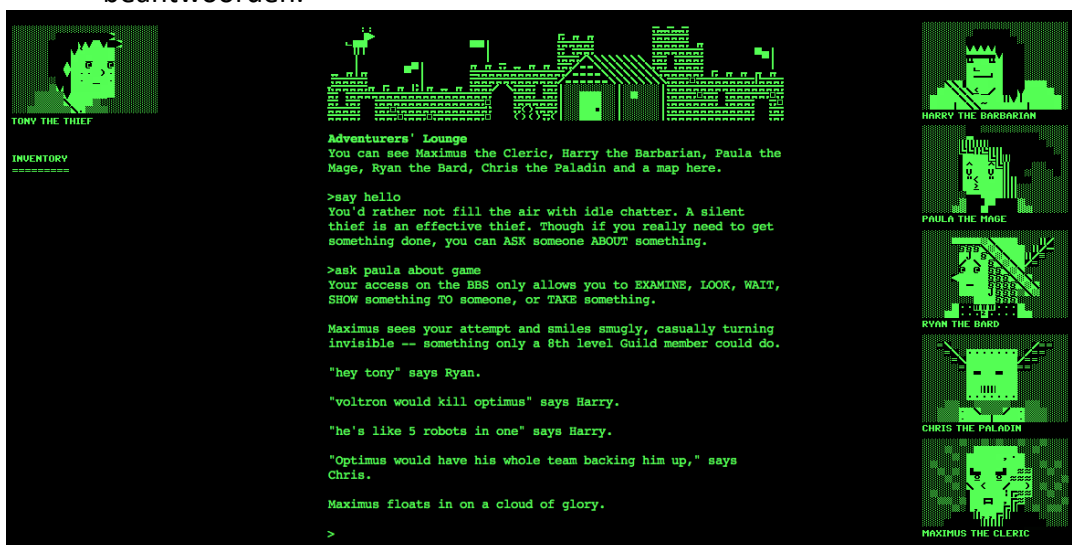 beantwoorden.
TONY THE THIEF
INVENTORY
=========
Adventurers' Lounge
You can see Maximus the Cleric, Harry the Barbarian, Paula the
Mage, Ryan the Bard, Chris the Paladin and a map here.
>say hello
You'd rather not fill the air with idle chatter. A silent
thief is an effective thief. Though if you really need to get
something done, you can ASK someone ABOUT something.
>ask paula about game
Your access on the BBS only allows you to EXAMINE, LOOK, WAIT,
SHOW something TO someone, or TAKE something.
Maximus sees your attempt and smiles smugly, casually turning
invisible -- something only a 8th level Guild member could do.
"hey tony" says Ryan.
"voltron would kill optimus" says Harry.
"he's like 5 robots in one" says Harry.
"Optimus would have his whole team backing him up," says
Chris.
Maximus floats in on a cloud of glory.
>
HARRY THE BARBARIAN
PAULA THE MAGE
RYAN THE BARD
CHRIS THE PALADIN
MAXIMUS THE CLERIC